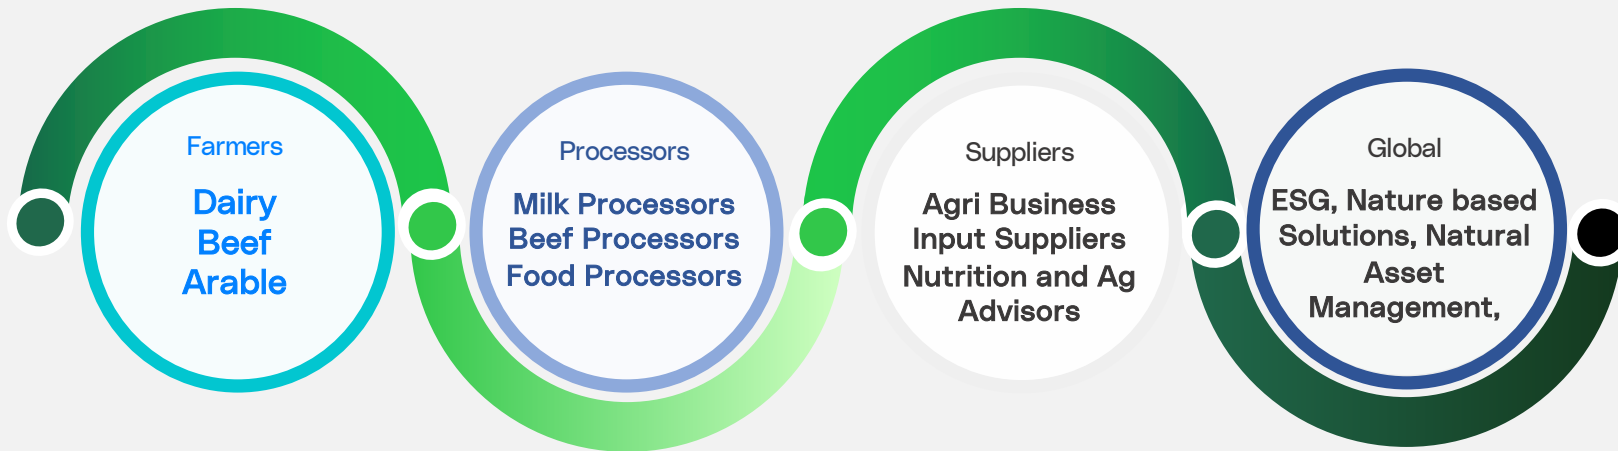 Farmers
Dairy
Beef
Arable
Processors
Milk Processors
Beef Processors
Food Processors
Suppliers
Agri Business
Input Suppliers
Nutrition and Ag
Advisors
Global
ESG, Nature based
Solutions, Natural
Asset
Management,